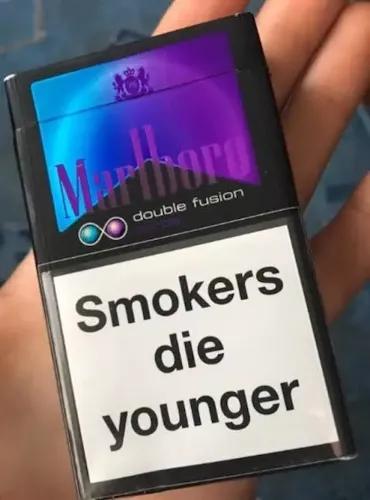 Marlboro
double fusion
Smokers
die
younger